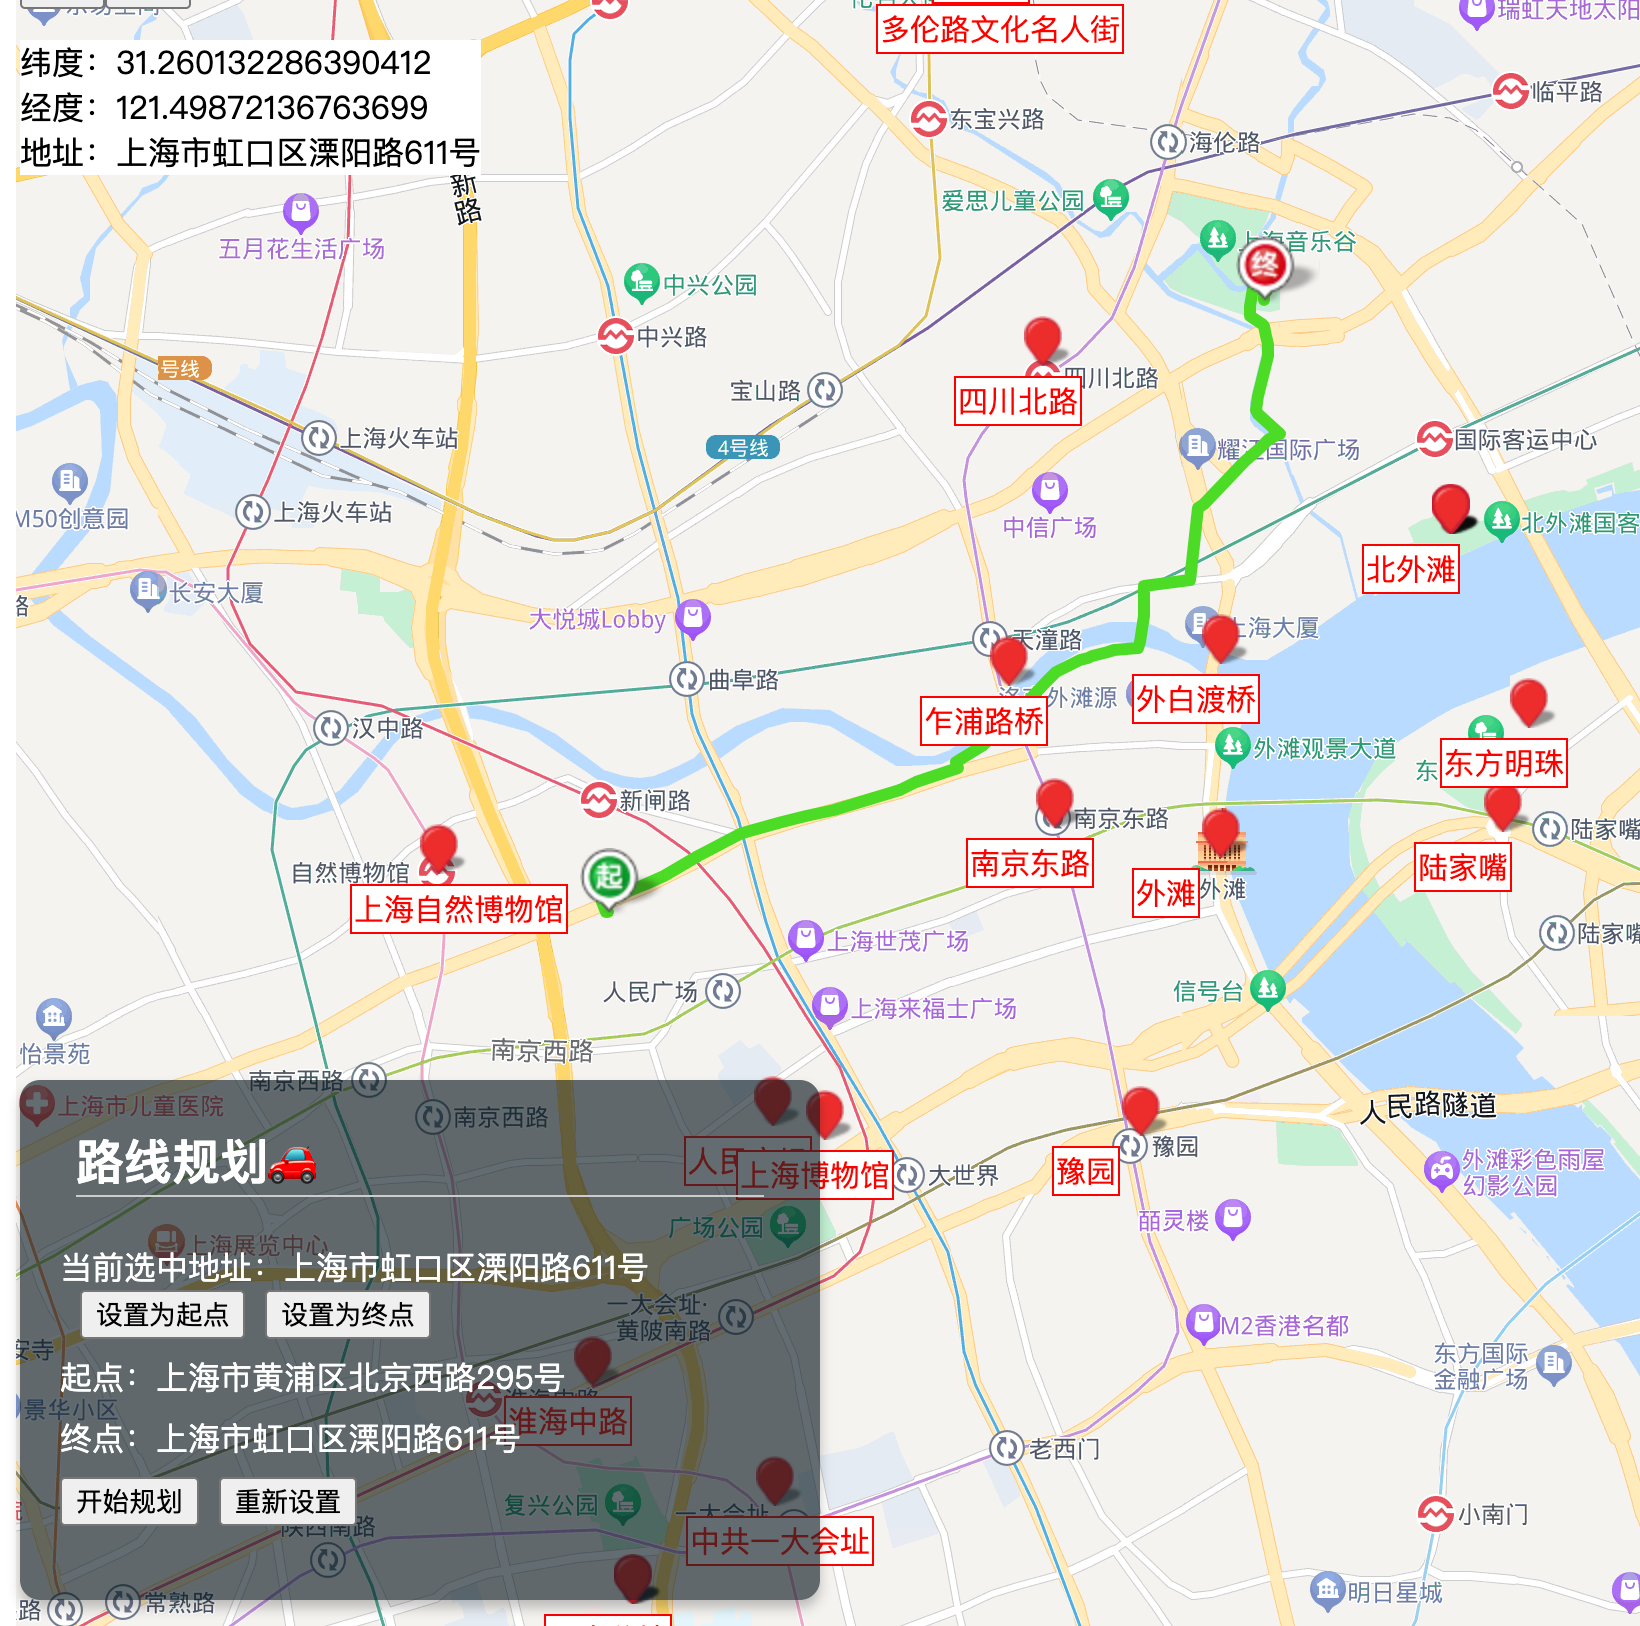 多伦路文化名人街
瑞虹天地太阳
纬度：31.260132286390412
经度：121.49872136763699
地址：上海市虹口区溧阳路611号
新路
临平路
东宝兴路
海伦路
爱思儿童公园
五月花生活广场
上海音乐谷
终
中兴公园
中兴路
四川北路
四川北路
宝山路
号线
4号线
上海火车站
上海火车站
耀江国际广场
国际客运中心
M50创意园
中信广场
北外滩国客
北外滩
长安大厦
路
大悦城Lobby
天潼路
上海大厦
曲阜路
外滩源
乍浦路桥
外白渡桥
汉中路
外滩观景大道
东
东方明珠
新闸路
南京东路
南京东路
陆家嘴
陆家嘴
自然博物馆
上海自然博物馆
起
外滩
外滩
陆家嘴
上海世茂广场
人民广场
信号台
上海来福士广场
怡景苑
南京西路
南京西路
南京西路
上海市儿童医院
人民路隧道
路线规划
上海博物馆
大世界
豫园
豫园
外滩彩色雨屋
幻影公园
广场公园
皕灵楼
上海展览中心
当前选中地址：上海市虹口区溧阳路611号
设置为起点
设置为终点
一大会址·
黄陂南路
M2香港名都
安寺
东方国际
金融广场
起点：上海市黄浦区北京西路295号
淮海中路
景华小区
终点：上海市虹口区溧阳路611号
老西门
开始规划
重新设置
复兴公园
一大会址
中共一大会址
小南门
陕西南路
明日星城
路
常熟路